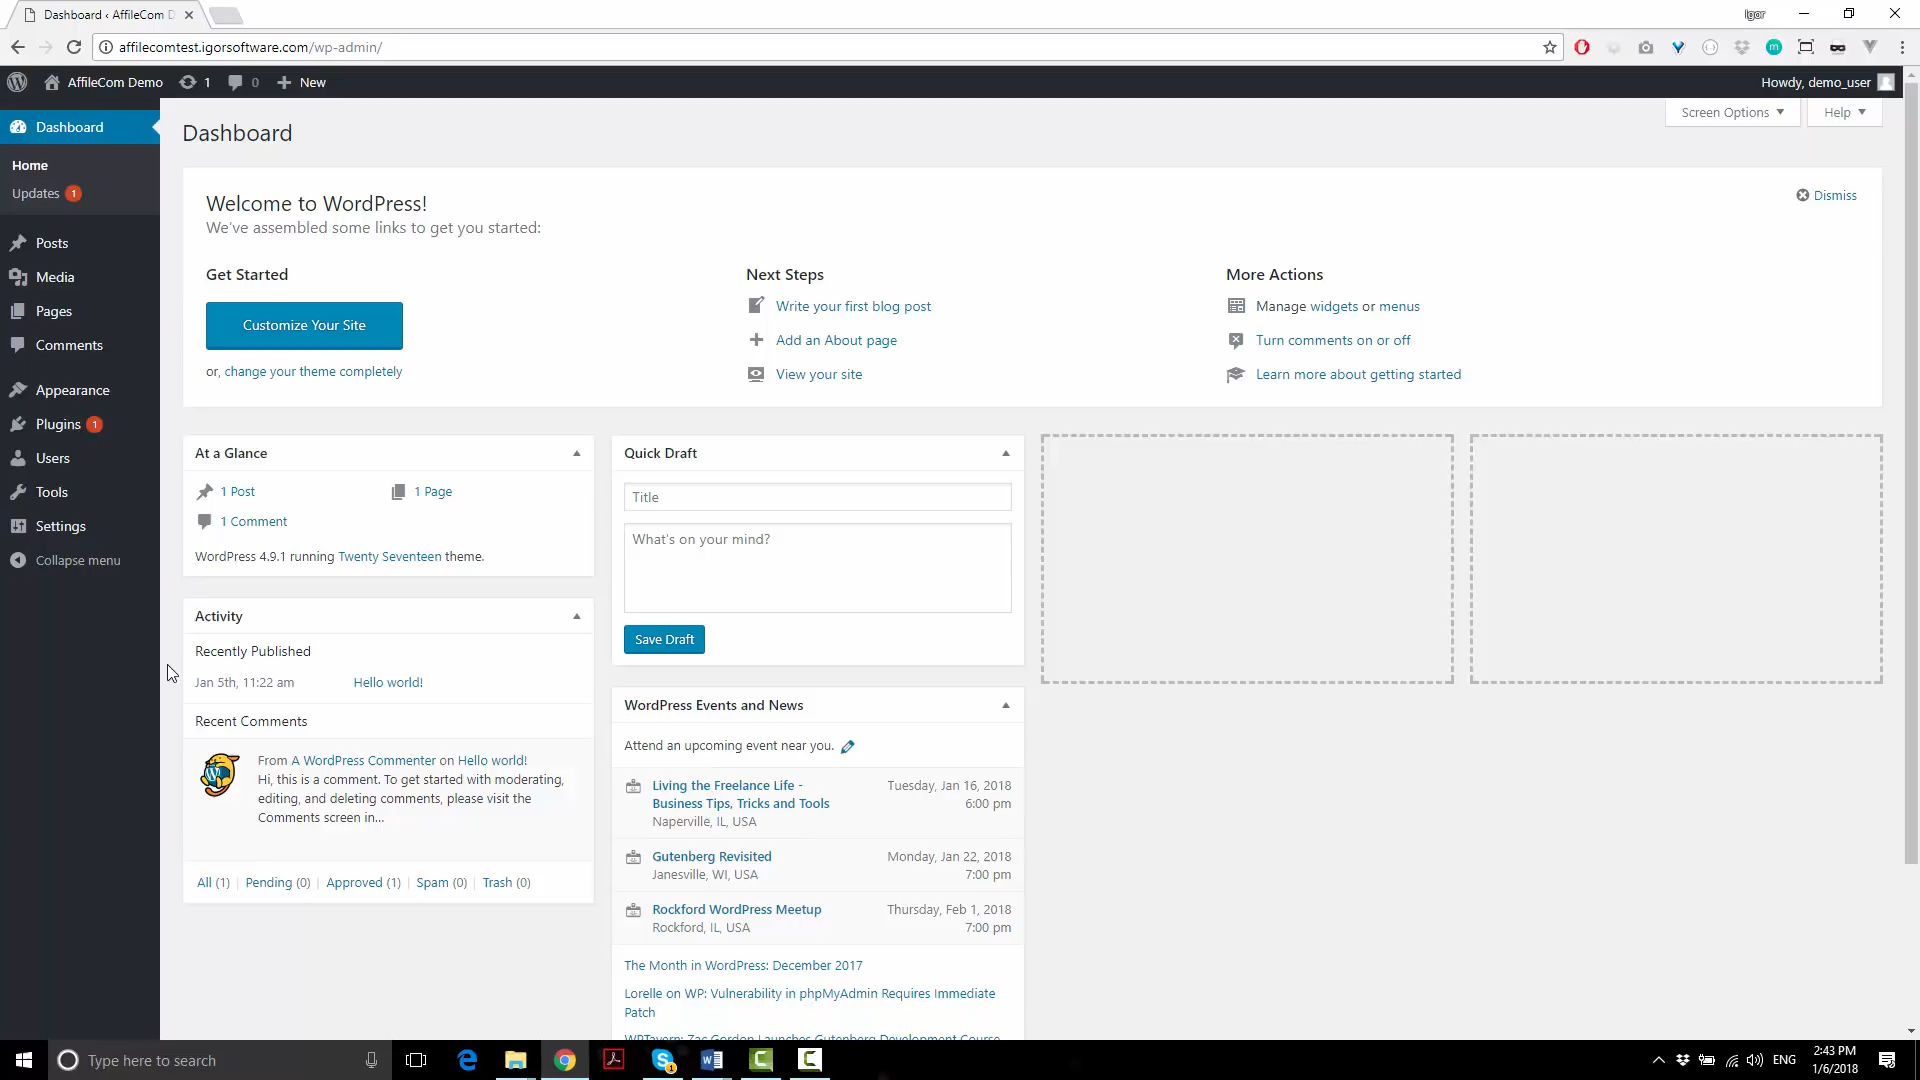 Dashboard ‹ AffileCom D
Igor
affilecomtest.igorsoftware.com/wp-admin/
AffileCom Demo
1
0
New
Howdy, demo_user
Dashboard
Home
Updates 1
Posts
Media
Pages
Comments
Appearance
Plugins 1
Users
Tools
Settings
Collapse menu
Dashboard
Screen Options
Help
Welcome to WordPress!
We've assembled some links to get you started:
Dismiss
Get Started
Customize Your Site
or, change your theme completely
Next Steps
Write your first blog post
Add an About page
View your site
More Actions
Manage widgets or menus
Turn comments on or off
Learn more about getting started
At a Glance
1 Post
1 Page
1 Comment
WordPress 4.9.1 running Twenty Seventeen theme.
Activity
Recently Published
Jan 5th, 11:22 am
Hello world!
Recent Comments
From A WordPress Commenter on Hello world!
Hi, this is a comment. To get started with moderating,
editing, and deleting comments, please visit the
Comments screen in...
All (1) | Pending (0) | Approved (1) | Spam (0) | Trash (0)
Quick Draft
Title
What's on your mind?
Save Draft
WordPress Events and News
Attend an upcoming event near you.
Living the Freelance Life -
Business Tips, Tricks and Tools
Naperville, IL, USA
Tuesday, Jan 16, 2018
6:00 pm
Gutenberg Revisited
Janesville, WI, USA
Monday, Jan 22, 2018
7:00 pm
Rockford WordPress Meetup
Rockford, IL, USA
Thursday, Feb 1, 2018
7:00 pm
The Month in WordPress: December 2017
Lorelle on WP: Vulnerability in phpMyAdmin Requires Immediate
Patch
WPTavern: Zac Gordon Launches Gutenberg Development Course
Type here to search
ENG
2:43 PM
1/6/2018